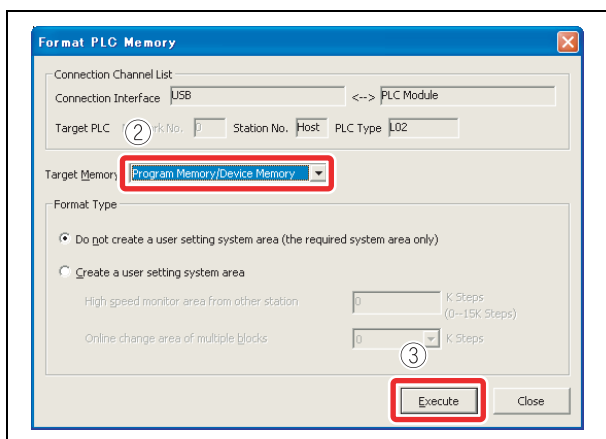 Format PLC Memory
Connection Channel List
Connection Interface USB <--> PLC Module
Target PLC ② rk No. 0 Station No. Host PLC Type L02
Target Memory Program Memory/Device Memory
Format Type
Do not create a user setting system area (the required system area only)
Create a user setting system area
High speed monitor area from other station 0 K Steps
(0--15K Steps)
Online change area of multiple blocks 0 K Steps
③
Execute Close